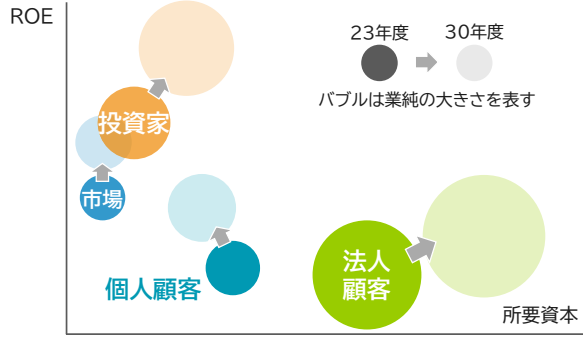 ROE
23年度
30年度
バブルは業純の大きさを表す
投資家
市場
個人顧客
法人
顧客
所要資本